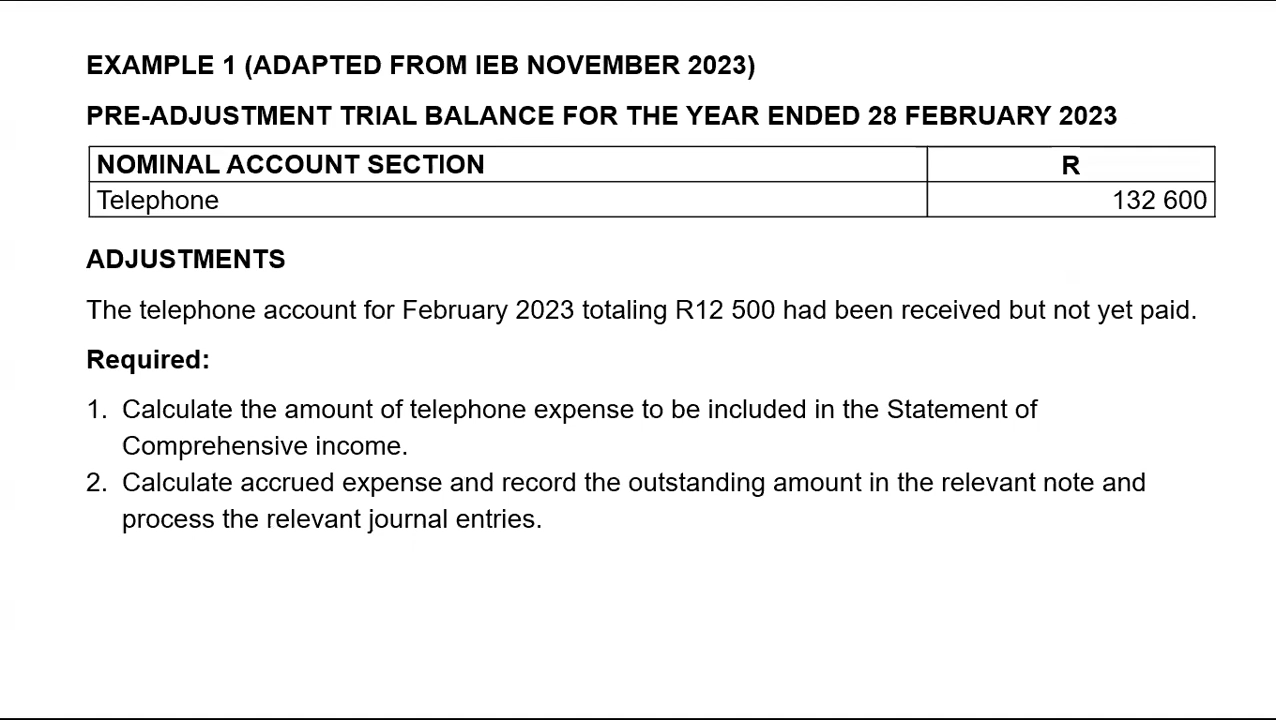 EXAMPLE 1 (ADAPTED FROM IEB NOVEMBER 2023)
PRE-ADJUSTMENT TRIAL BALANCE FOR THE YEAR ENDED 28 FEBRUARY 2023
NOMINAL ACCOUNT SECTION R
Telephone 132 600
ADJUSTMENTS
The telephone account for February 2023 totaling R12 500 had been received but not yet paid.
Required:
1. Calculate the amount of telephone expense to be included in the Statement of
Comprehensive income.
2. Calculate accrued expense and record the outstanding amount in the relevant note and
process the relevant journal entries.